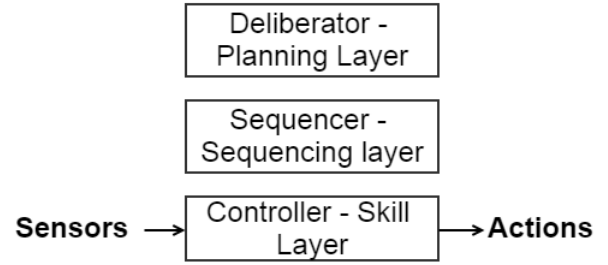 Deliberator -
Planning Layer
Sequencer -
Sequencing layer
Sensors
Controller - Skill
Layer
Actions